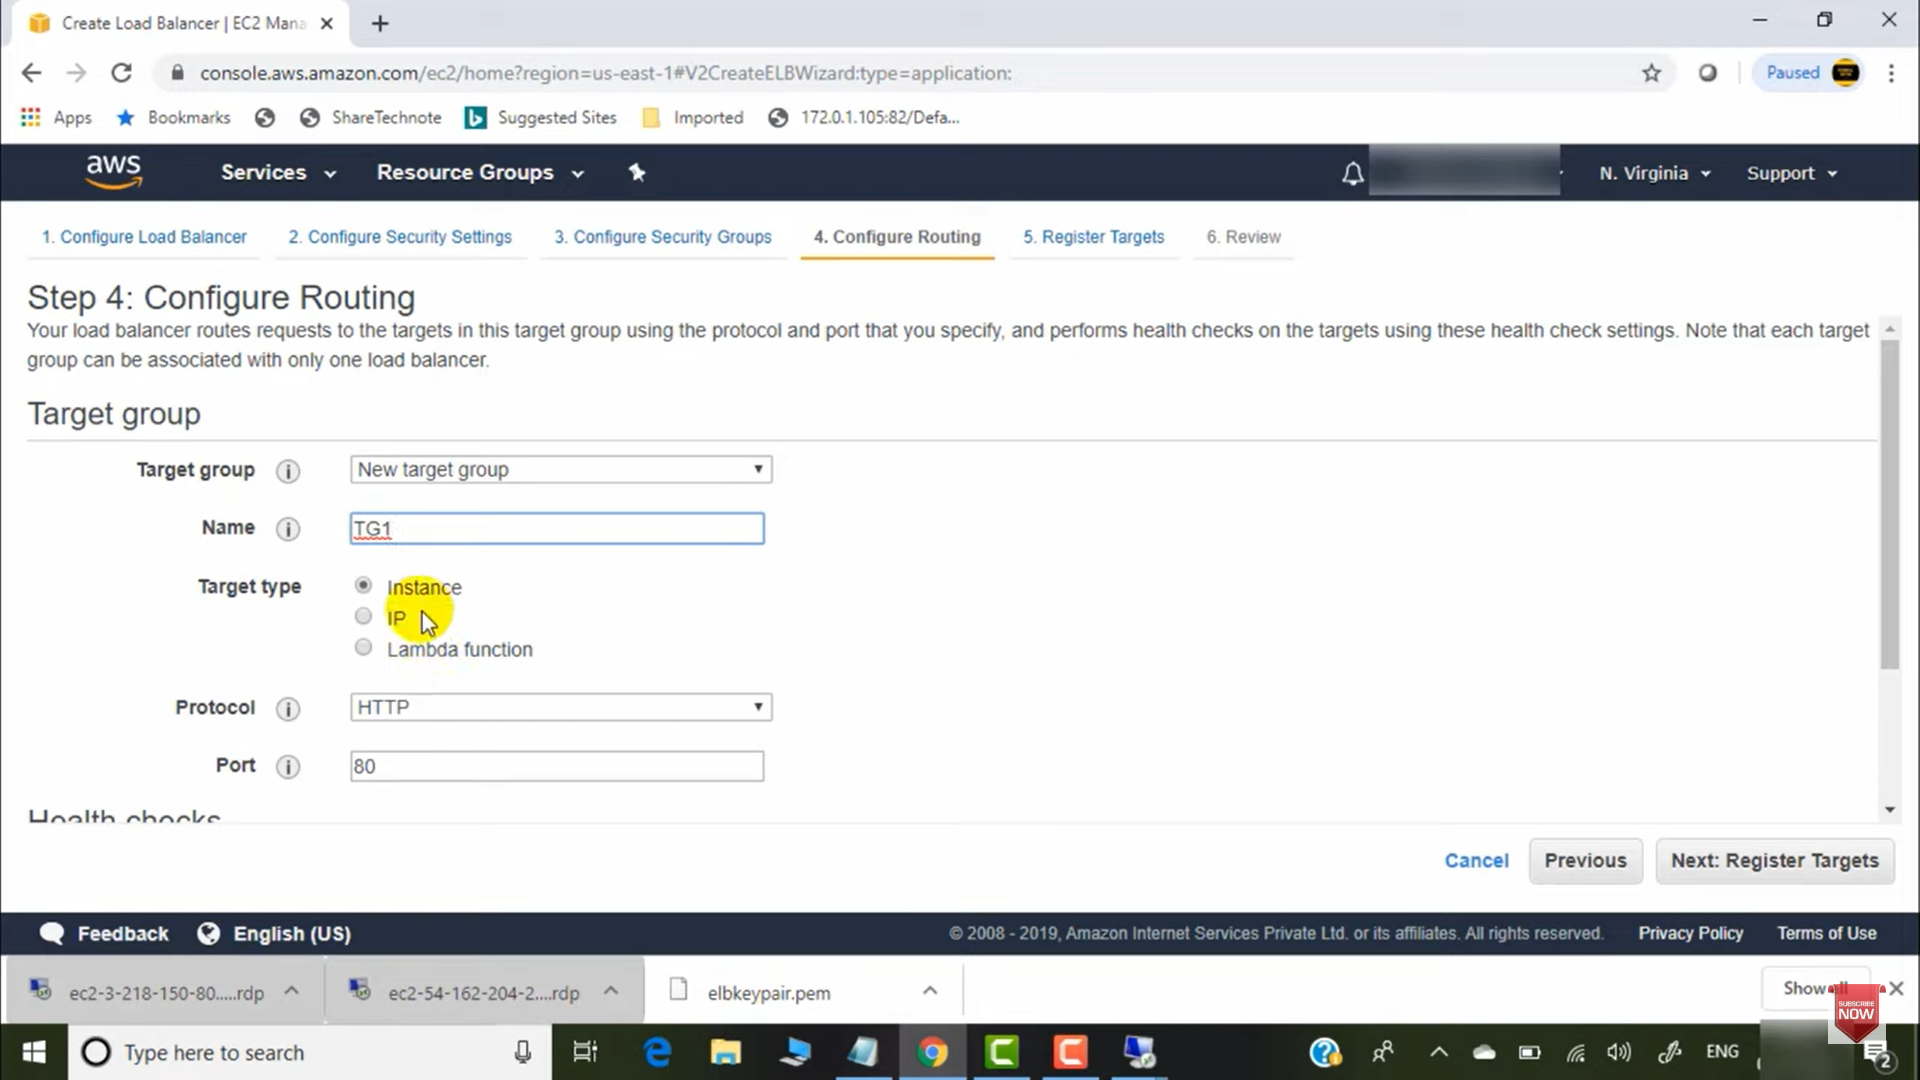 Create Load Balancer | EC2 Mana
console.aws.amazon.com/ec2/home?region=us-east-1#V2CreateELBWizard:type=application:
Paused
Apps
Bookmarks
ShareTechnote
Suggested Sites
Imported
172.0.1.105:82/Defa...
aws
Services
Resource Groups
N. Virginia
Support
1. Configure Load Balancer
2. Configure Security Settings
3. Configure Security Groups
4. Configure Routing
5. Register Targets
6. Review
Step 4: Configure Routing
Your load balancer routes requests to the targets in this target group using the protocol and port that you specify, and performs health checks on the targets using these health check settings. Note that each target
group can be associated with only one load balancer.
Target group
Target group
New target group
Name
TG1
Target type
Instance
IP
Lambda function
Protocol
HTTP
Port
80
Health checks
Cancel
Previous
Next: Register Targets
Feedback
English (US)
© 2008 - 2019, Amazon Internet Services Private Ltd. or its affiliates. All rights reserved.
Privacy Policy
Terms of Use
ec2-3-218-150-80.....rdp
ec2-54-162-204-2....rdp
elbkeypair.pem
Show all
SUBSCRIBE
NOW
Type here to search
ENG
2